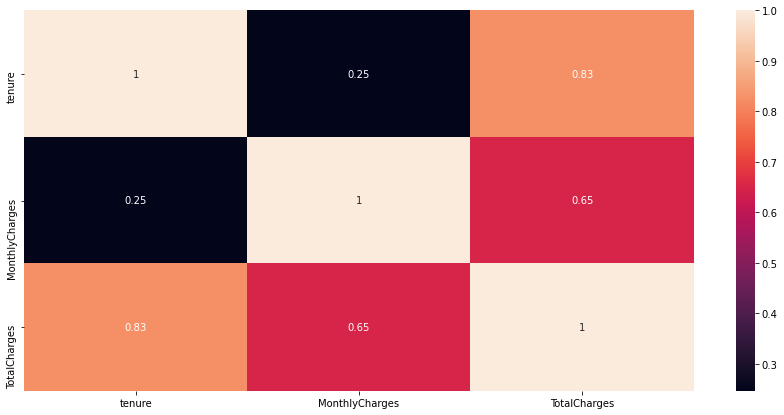 tenure
1
0.25
0.83
MonthlyCharges
0.25
1
0.65
TotalCharges
0.83
0.65
1
tenure
MonthlyCharges
TotalCharges
1.0
0.9
0.8
0.7
0.6
0.5
0.4
0.3